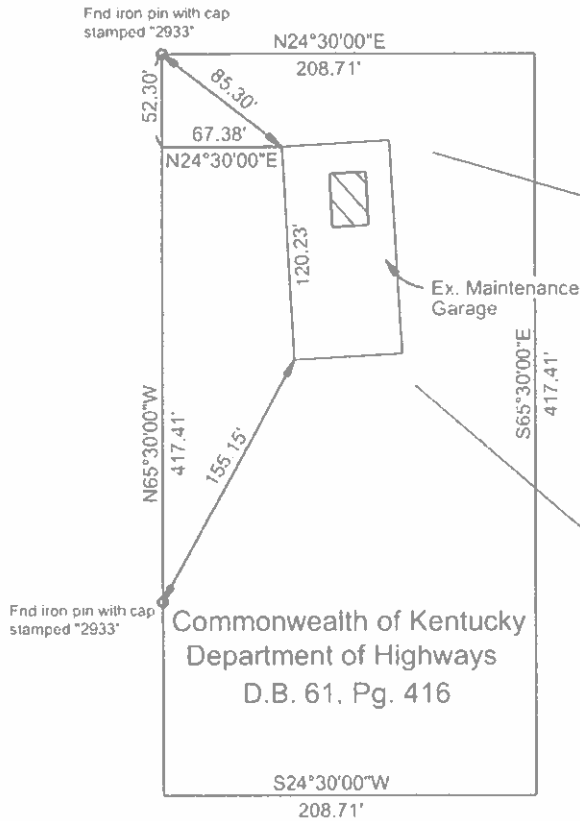 Fnd iron pin with cap
stamped "2933"
N24°30'00"E
208.71'
52.30'
85.30'
67.38'
N24°30'00"E
120.23'
Ex. Maintenance
Garage
N65°30'00"W
417.41'
S65°30'00"E
417.41'
155.15'
Fnd iron pin with cap
stamped "2933"
Commonwealth of Kentucky
Department of Highways
D.B. 61, Pg. 416
S24°30'00"W
208.71'